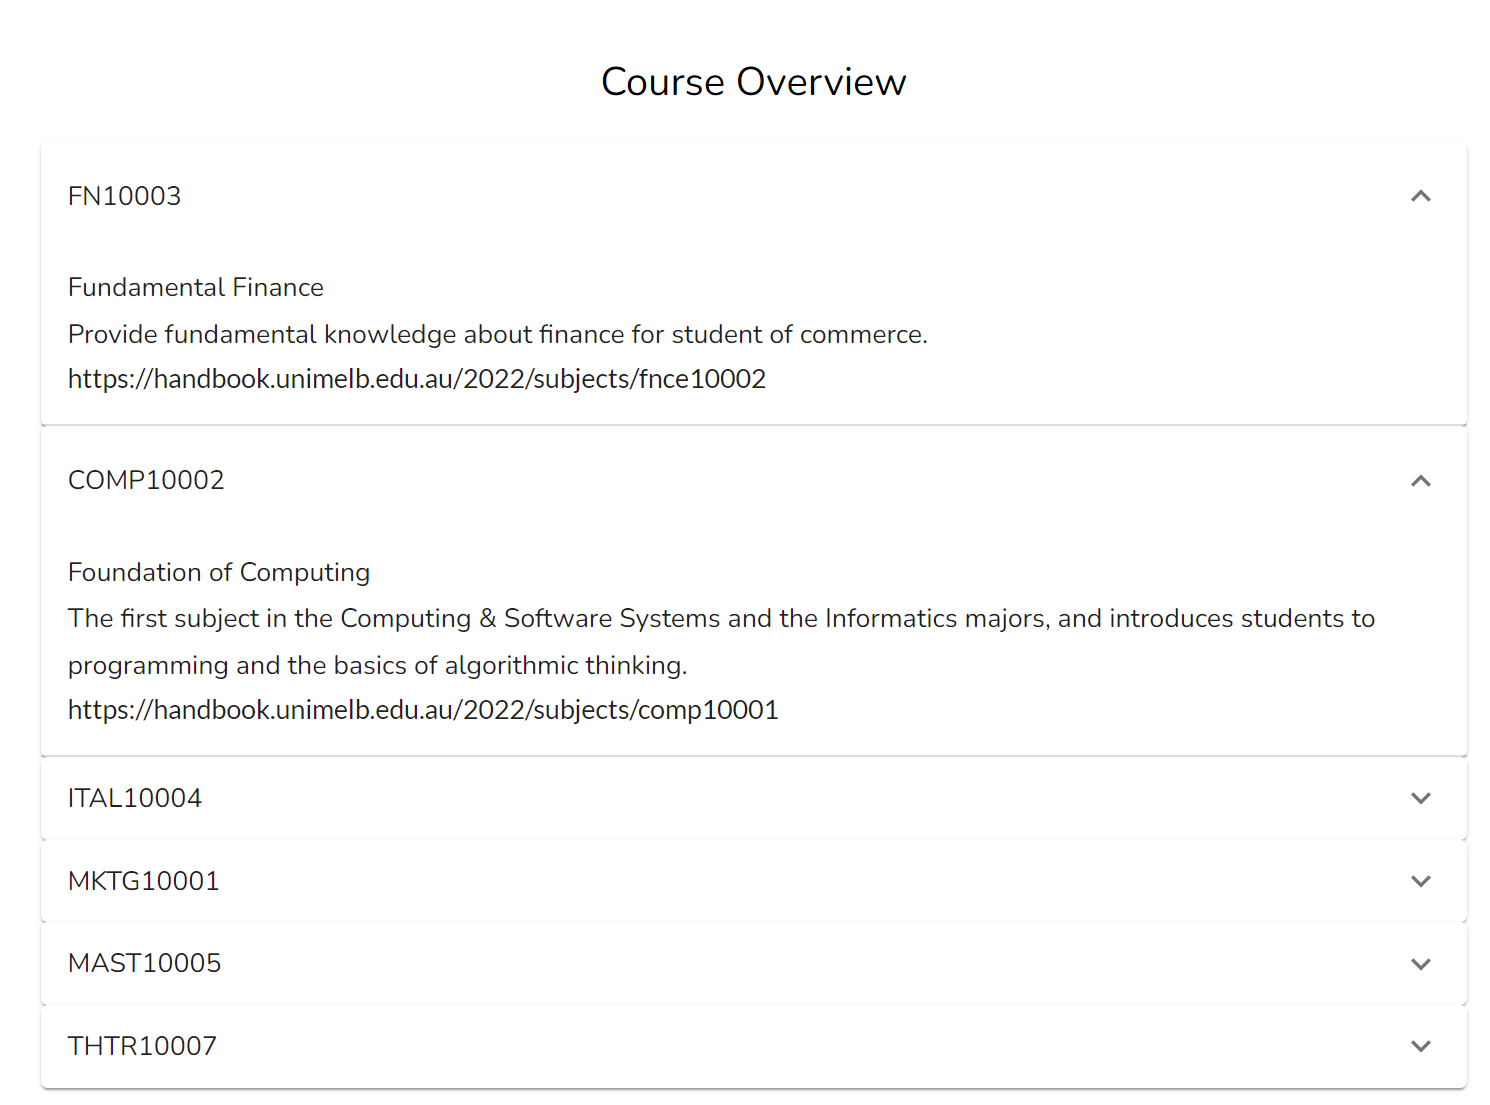 Course Overview
FN10003
Fundamental Finance
Provide fundamental knowledge about finance for student of commerce.
https://handbook.unimelb.edu.au/2022/subjects/fnce10002
COMP10002
Foundation of Computing
The first subject in the Computing & Software Systems and the Informatics majors, and introduces students to
programming and the basics of algorithmic thinking.
https://handbook.unimelb.edu.au/2022/subjects/comp10001
ITAL10004
MKTG10001
MAST10005
THTR10007